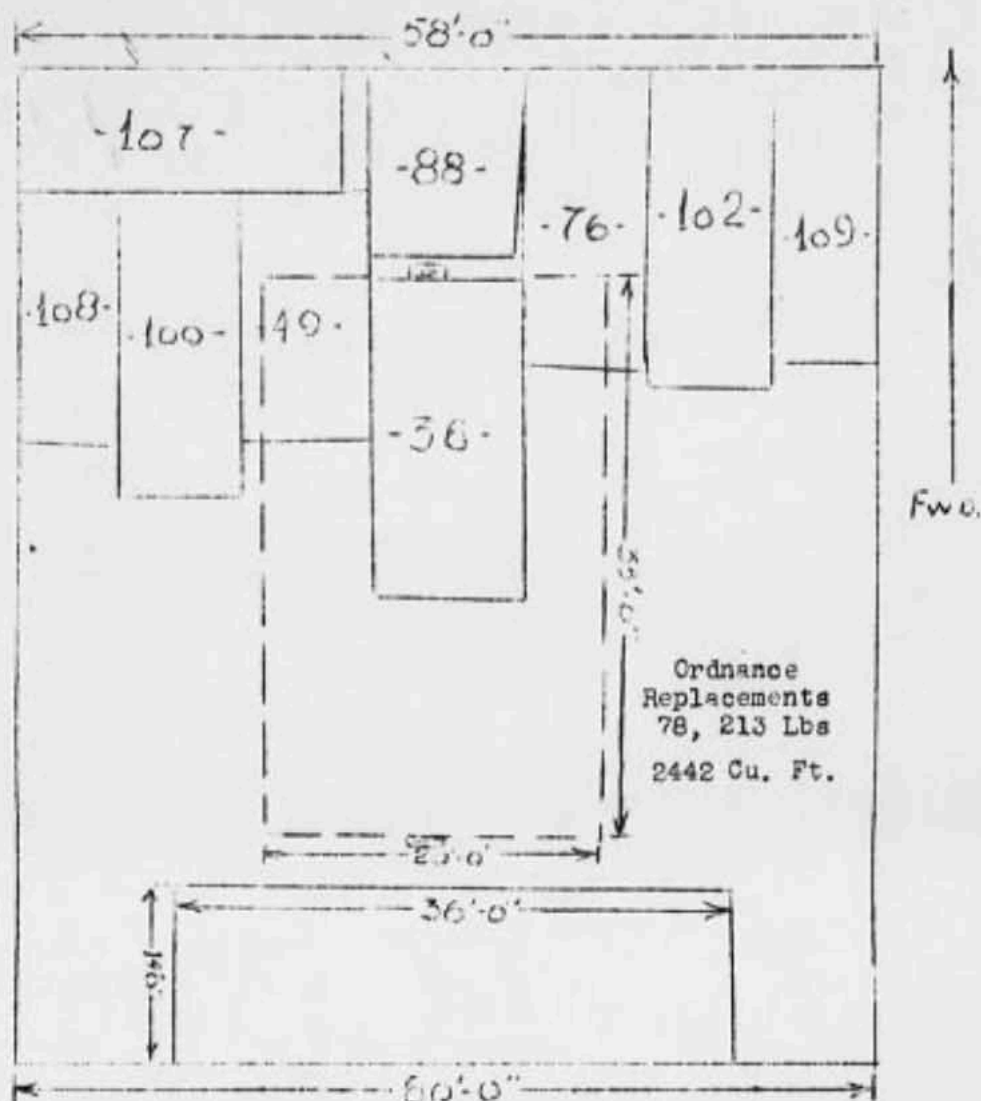 58'-0"
-107-
-88-
-76-
-102-
-109-
-108-
-100-
49-
-36-
Fwd.
Ordnance
Replacements
78, 213 Lbs
2442 Cu. Ft.
36'-0"
60'-0"